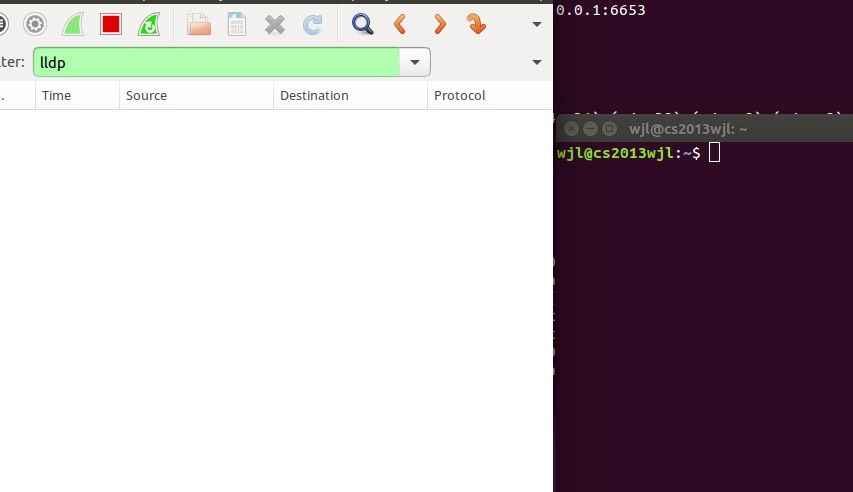 0.0.1:6653
ter:
lldp
. Time Source Destination Protocol
wjl@cs2013wjl: ~
wjl@cs2013wjl:~$